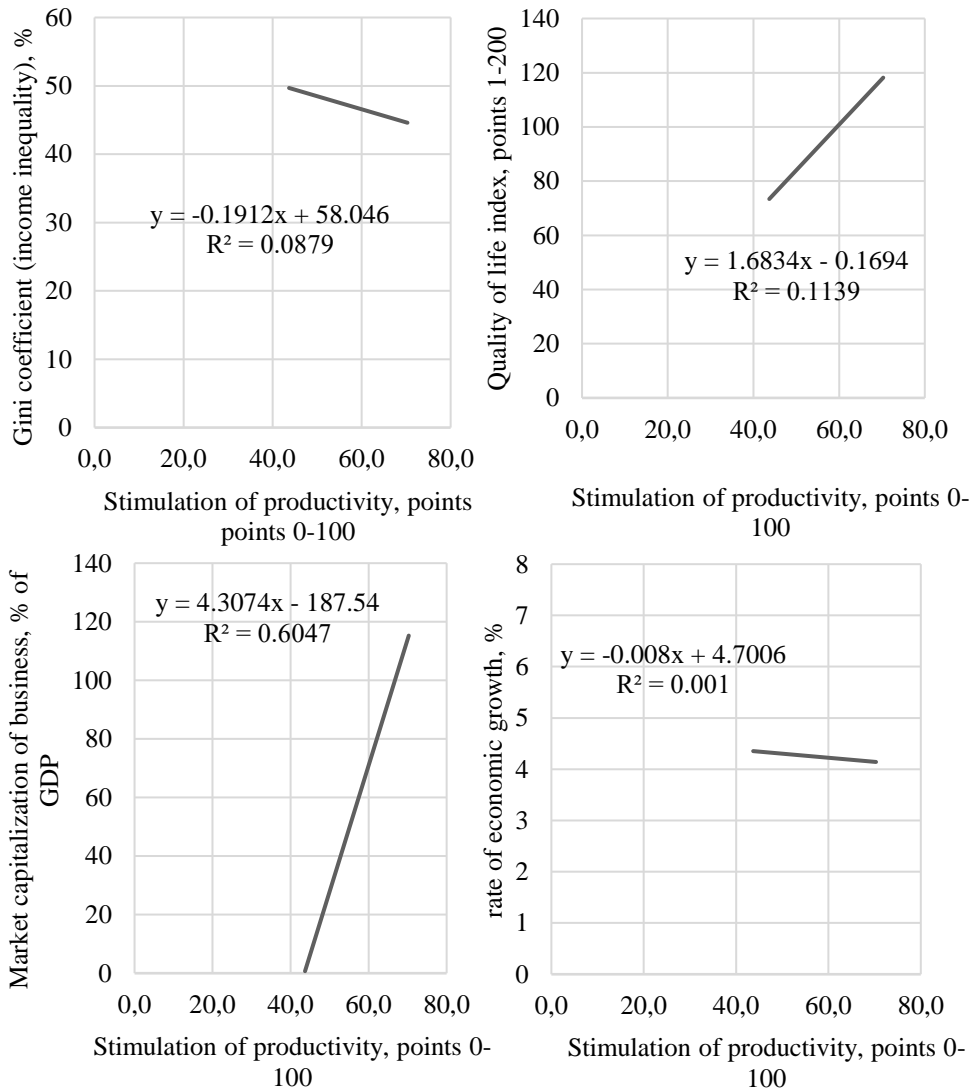 Gini coefficient (income inequality), %
60
50
40
30
20
10
0
y = -0.1912x + 58.046
R² = 0.0879
0,0 20,0 40,0 60,0 80,0
Stimulation of productivity, points
points 0-100
Quality of life index, points 1-200
140
120
100
80
60
40
20
0
y = 1.6834x - 0.1694
R² = 0.1139
0,0 20,0 40,0 60,0 80,0
Stimulation of productivity, points 0-
100
Market capitalization of business, % of
GDP
140
120
100
80
60
40
20
0
y = 4.3074x - 187.54
R² = 0.6047
0,0 20,0 40,0 60,0 80,0
Stimulation of productivity, points 0-
100
rate of economic growth, %
8
7
6
5
4
3
2
1
0
y = -0.008x + 4.7006
R² = 0.001
0,0 20,0 40,0 60,0 80,0
Stimulation of productivity, points 0-
100